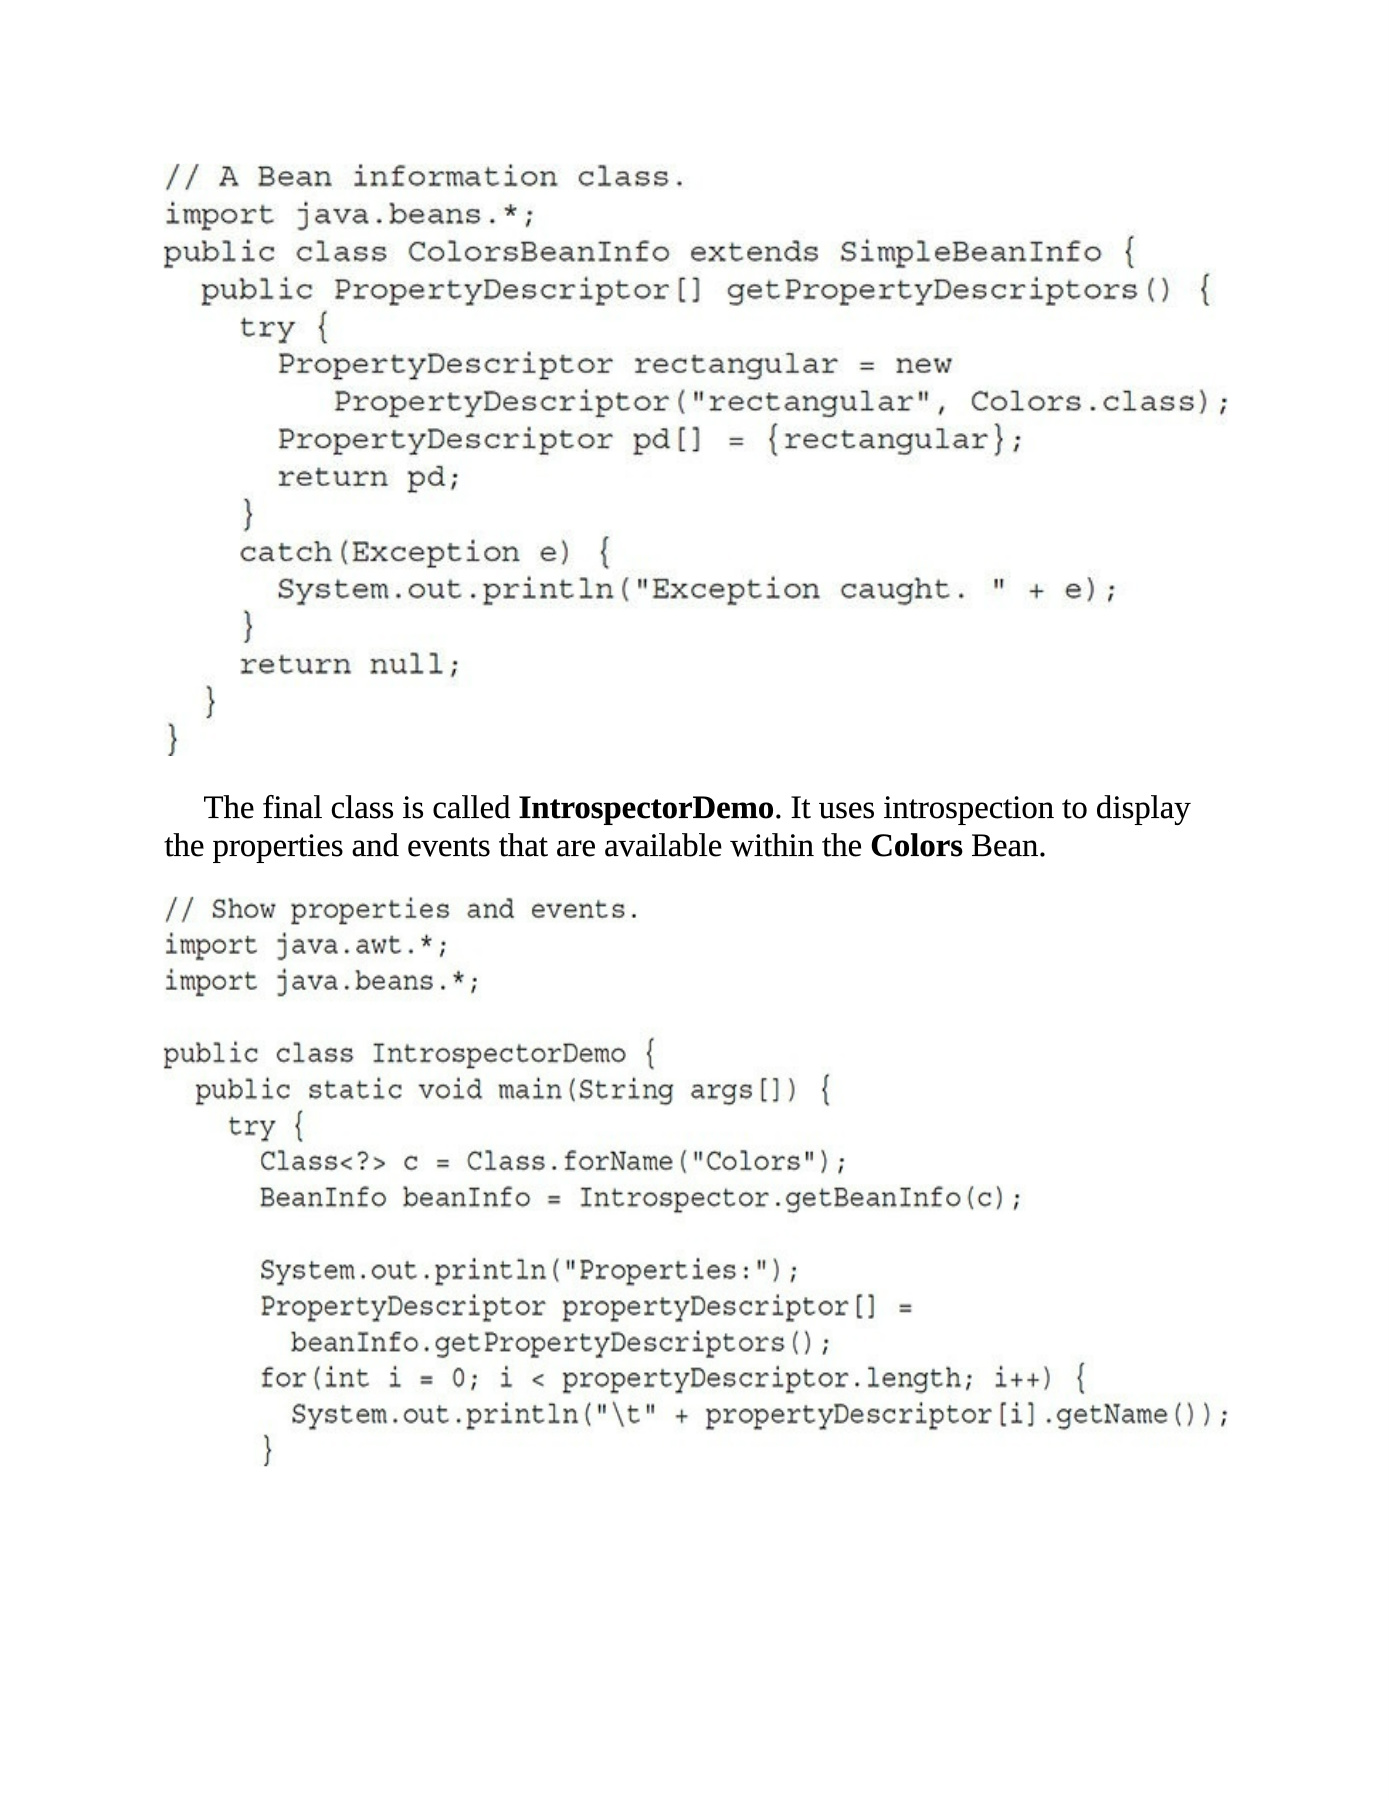 // A Bean information class.
import java.beans.*;
public class ColorsBeanInfo extends SimpleBeanInfo {
  public PropertyDescriptor[] getPropertyDescriptors() {
    try {
      PropertyDescriptor rectangular = new
         PropertyDescriptor("rectangular", Colors.class);
      PropertyDescriptor pd[] = {rectangular};
      return pd;
    }
    catch(Exception e) {
      System.out.println("Exception caught. " + e);
    }
    return null;
  }
}
The final class is called IntrospectorDemo. It uses introspection to display
the properties and events that are available within the Colors Bean.
// Show properties and events.
import java.awt.*;
import java.beans.*;

public class IntrospectorDemo {
  public static void main(String args[]) {
    try {
      Class<?> c = Class.forName("Colors");
      BeanInfo beanInfo = Introspector.getBeanInfo(c);

      System.out.println("Properties:");
      PropertyDescriptor propertyDescriptor[] =
        beanInfo.getPropertyDescriptors();
      for(int i = 0; i < propertyDescriptor.length; i++) {
        System.out.println("\t" + propertyDescriptor[i].getName());
      }